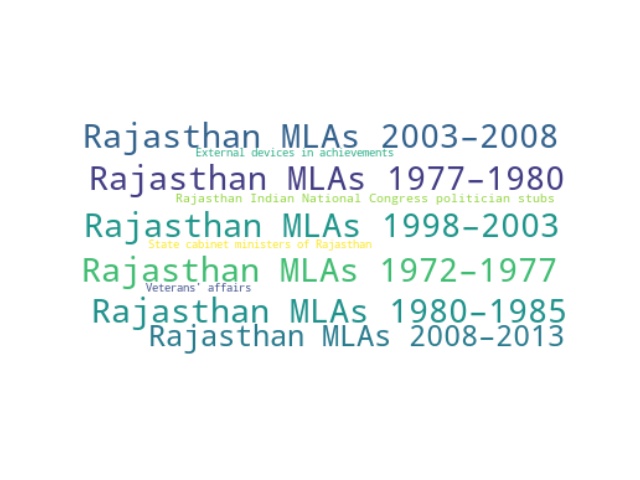 Rajasthan MLAs 2003–2008
External devices in achievements
Rajasthan MLAs 1977–1980
Rajasthan Indian National Congress politician stubs
Rajasthan MLAs 1998–2003
State cabinet ministers of Rajasthan
Rajasthan MLAs 1972–1977
Veterans' affairs
Rajasthan MLAs 1980–1985
Rajasthan MLAs 2008–2013